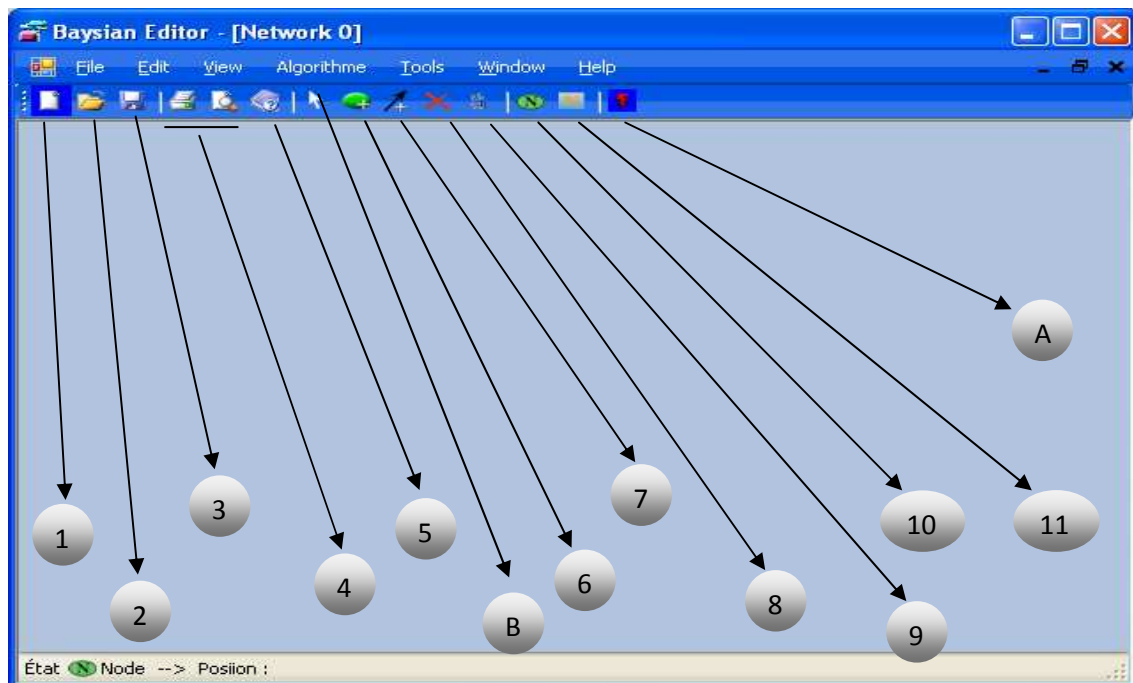 Baysian Editor - [Network 0]
File Edit View Algorithme Tools Window Help
N
A
7
3
10 11
5
1
4
6
8
2
B
9
État N Node --> Posiion :